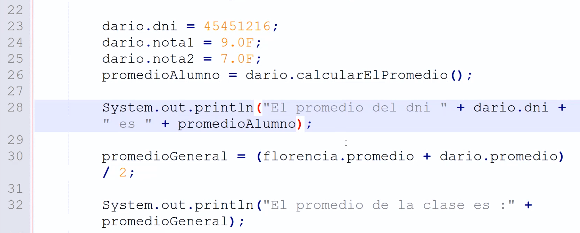 22
23 dario.dni = 45451216;
24 dario.nota1 = 9.0F;
25 dario.nota2 = 7.0F;
26 promedioAlumno = dario.calcularElPromedio();
27
28 System.out.println("El promedio del dni " + dario.dni +
" es " + promedioAlumno);
29
30 promedioGeneral = (florencia.promedio + dario.promedio)
/ 2;
31
32 System.out.println("El promedio de la clase es :" +
promedioGeneral);